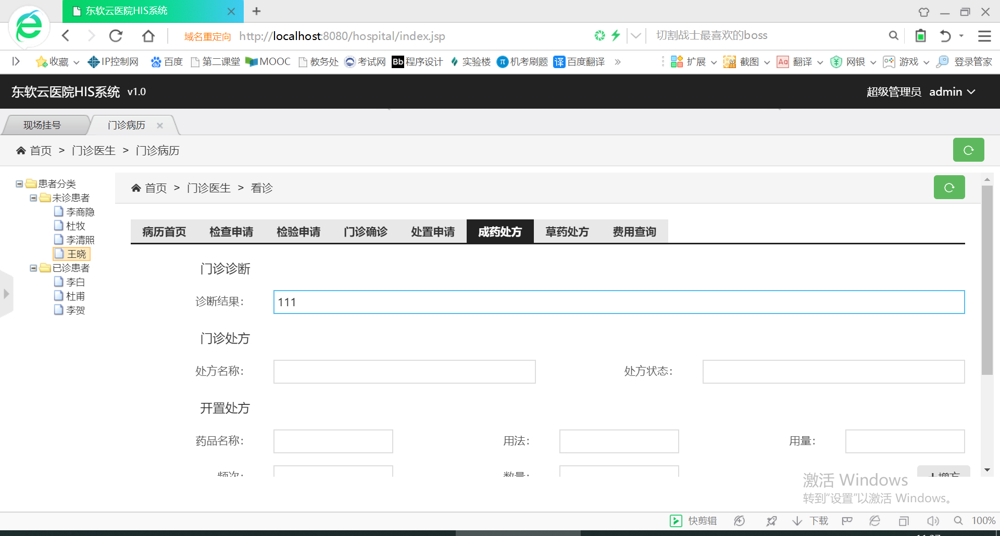 东软云医院HIS系统
域名重定向 http://localhost:8080/hospital/index.jsp 切割战士最喜欢的boss
收藏 IP控制网 百度 第二课堂 MOOC 教务处 考试网 Bb 程序设计 实验楼 π 机考刷题 译 百度翻译 » 扩展 截图 Aa 翻译 网银 游戏 登录管家
东软云医院HIS系统 v1.0 超级管理员 admin
现场挂号 门诊病历
首页 > 门诊医生 > 门诊病历
患者分类
未诊患者
李商隐
杜牧
李清照
王晓
已诊患者
李白
杜甫
李贺
首页 > 门诊医生 > 看诊
病历首页 检查申请 检验申请 门诊确诊 处置申请 成药处方 草药处方 费用查询
门诊诊断
诊断结果: 111
门诊处方
处方名称: 处方状态:
开置处方
药品名称: 用法: 用量:
频次: 数量: 增方
激活 Windows
转到“设置”以激活 Windows。
快剪辑 下载 100%